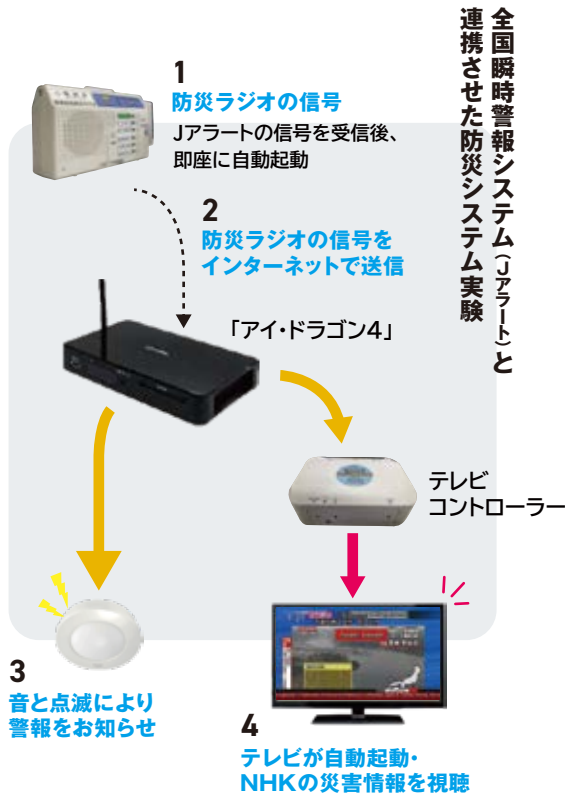 全国瞬時警報システム（Jアラート）と
連携させた防災システム実験
1
防災ラジオの信号
Jアラートの信号を受信後、
即座に自動起動
2
防災ラジオの信号を
インターネットで送信
「アイ・ドラゴン4」
テレビ
コントローラー
3
音と点滅により
警報をお知らせ
4
テレビが自動起動・
NHKの災害情報を視聴